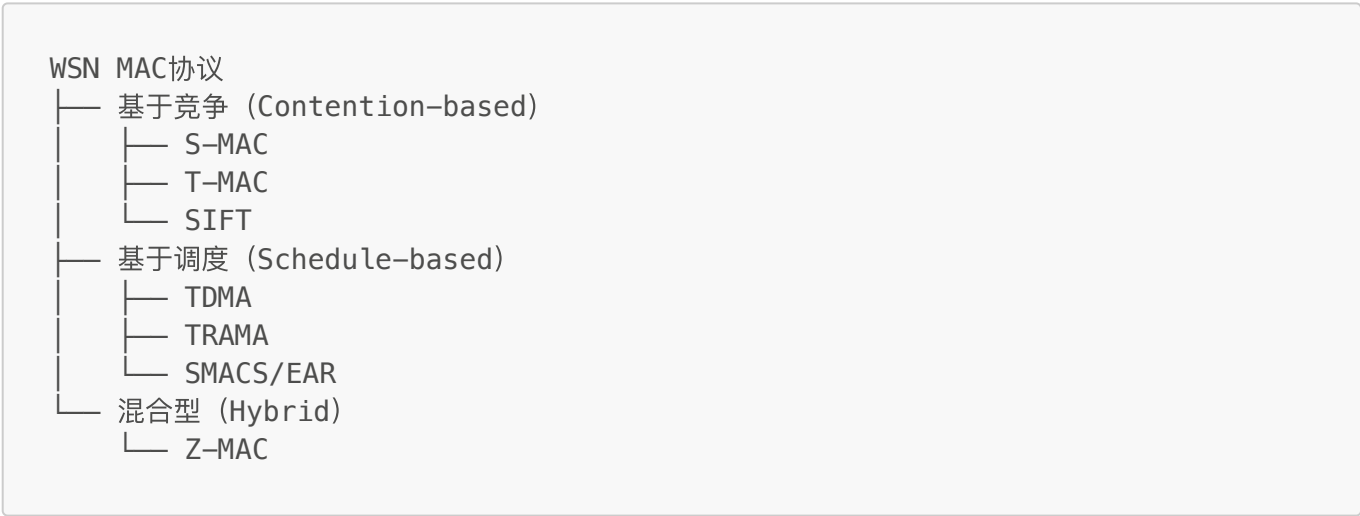 WSN MAC协议
├── 基于竞争（Contention-based）
│   ├── S-MAC
│   ├── T-MAC
│   └── SIFT
├── 基于调度（Schedule-based）
│   ├── TDMA
│   ├── TRAMA
│   └── SMACS/EAR
└── 混合型（Hybrid）
    └── Z-MAC